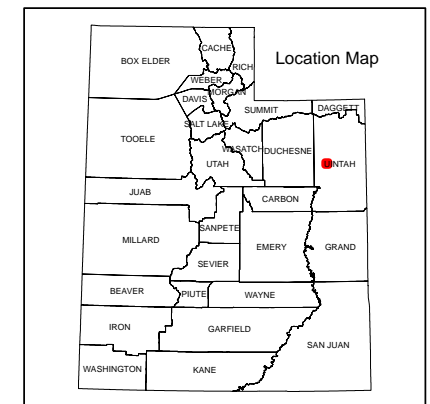 Location Map
CACHE
BOX ELDER
RICH
WEBER
MORGAN
DAVIS
SUMMIT
DAGGETT
SALT LAKE
TOOELE
WASATCH
DUCHESNE
UTAH
UINTAH
JUAB
CARBON
SANPETE
MILLARD
EMERY
GRAND
SEVIER
BEAVER
PIUTE
WAYNE
IRON
GARFIELD
SAN JUAN
WASHINGTON
KANE